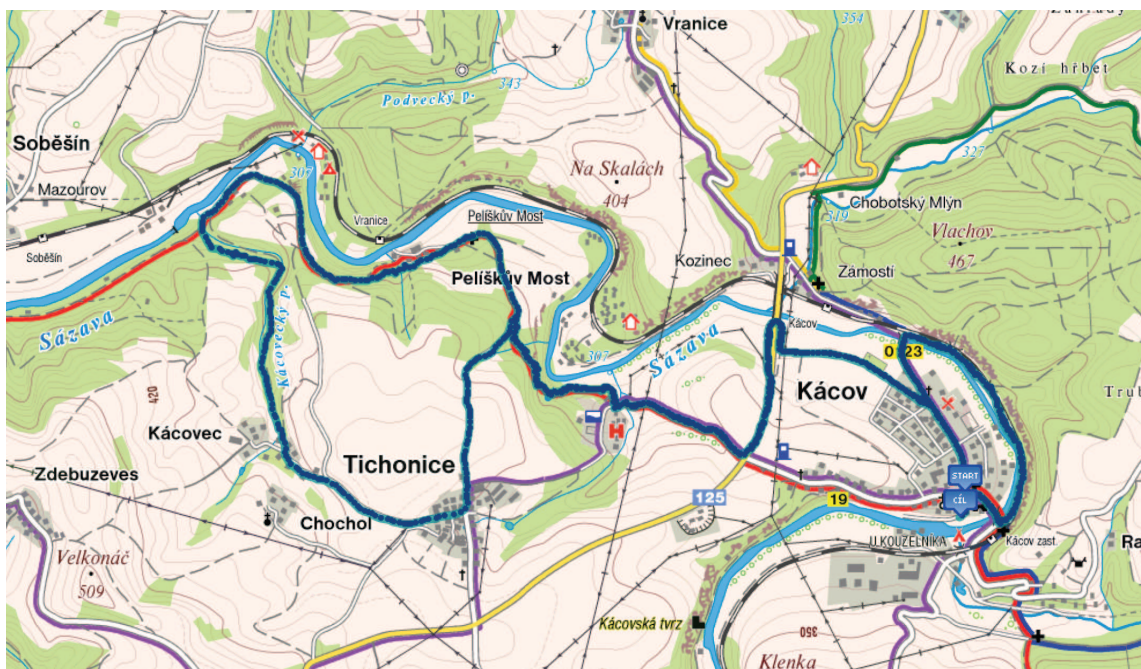 Vranice
354
Kozí hřbet
343
Podvecký p.
Soběšín
327
307
Na Skalách
404
Mazourov
Chobotský Mlýn
319
Vranice
Pelíškův Most
Vlachov
467
Soběšín
Kozinec
Zámostí
Pelíškův Most
Sázava
Kácovecký p.
Kácov
307
Sázava
0 23
Kácov
420
Trub
Kácovec
Tichonice
Zdebuzeves
START
125
19
CÍL
Chochol
U KOUZELNÍKA
Kácov zast.
Ra
Velkonáč
509
Kácovská tvrz
350
Klenka